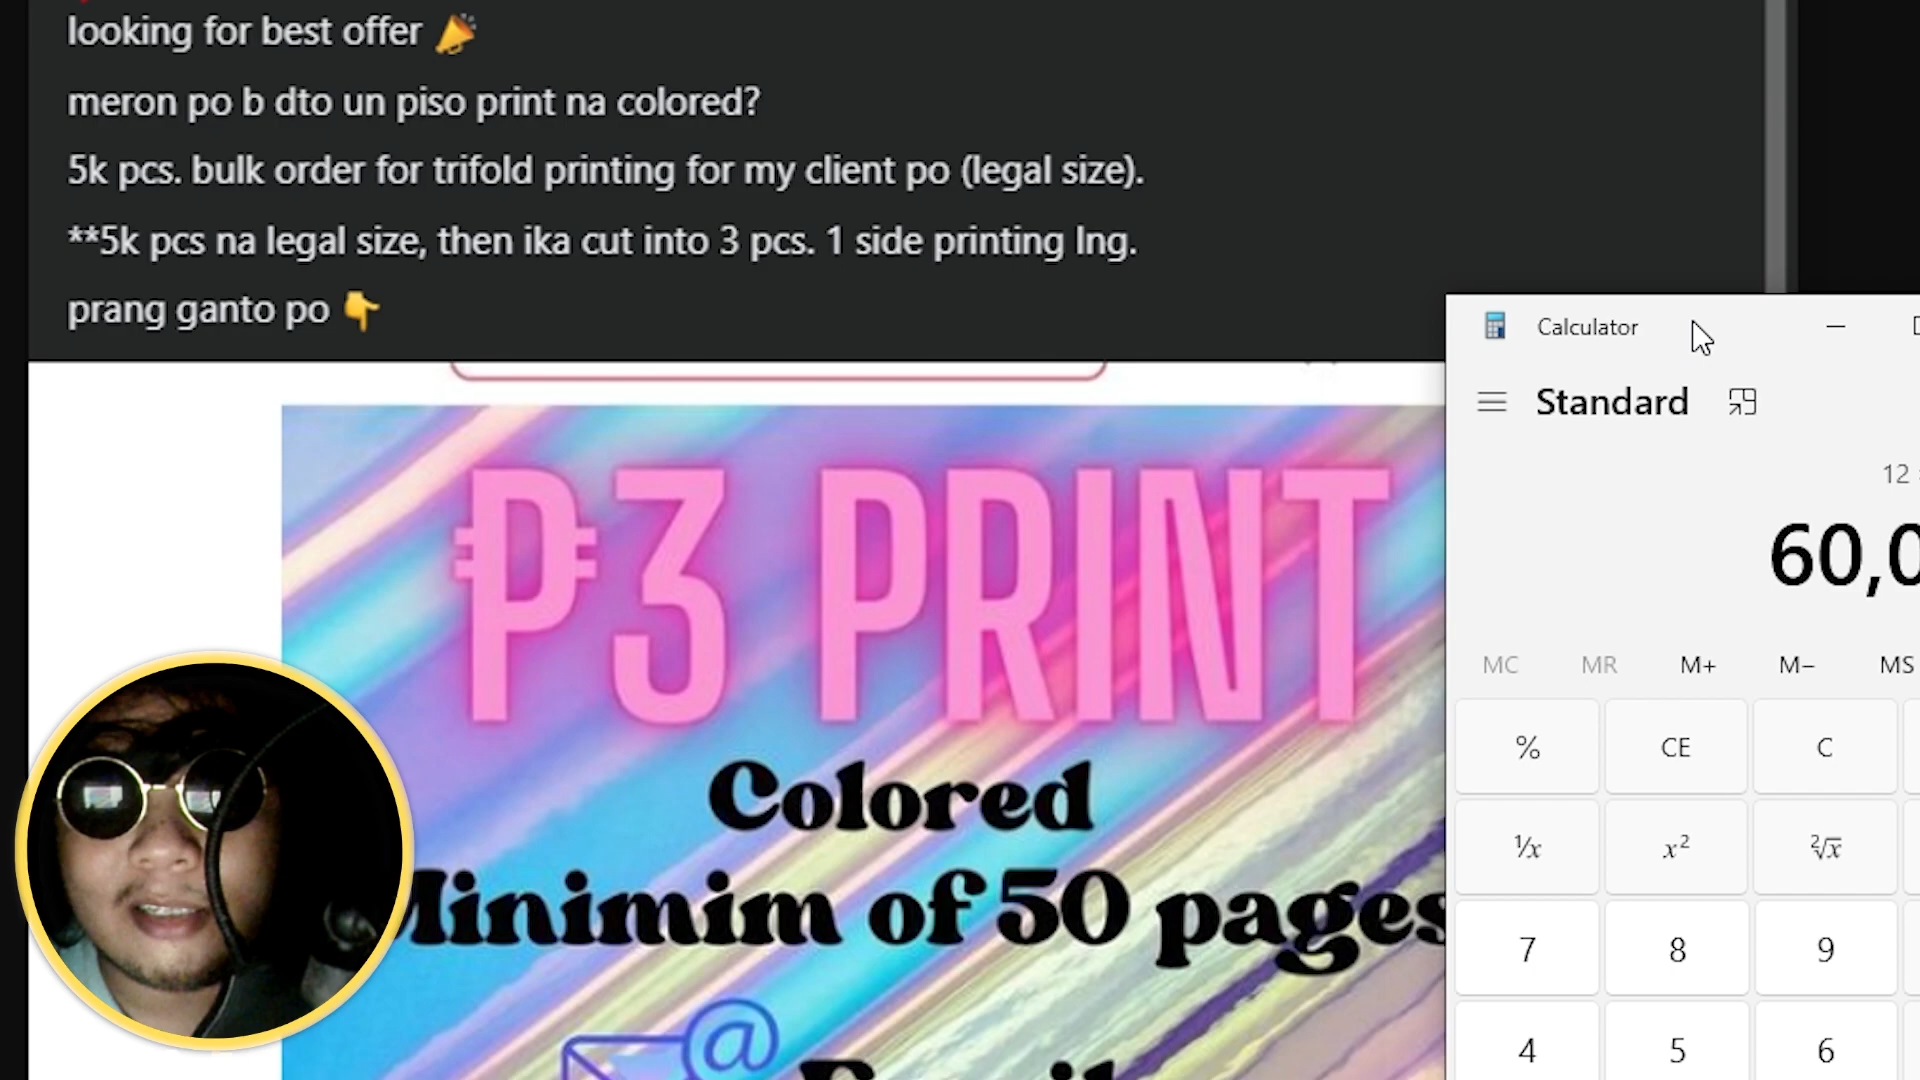 looking for best offer
meron po b dto un piso print na colored?
5k pcs. bulk order for trifold printing for my client po (legal size).
**5k pcs na legal size, then ika cut into 3 pcs. 1 side printing lng.
prang ganto po
Calculator
Standard
12
60,0
MC MR M+ M− MS
% CE C
⅟x x² ²√x
7 8 9
4 5 6
₱3 PRINT
Colored
Minimim of 50 pages
@